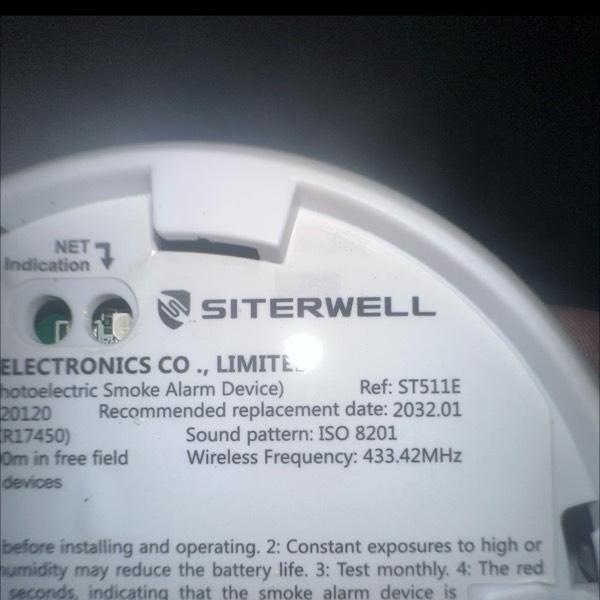 NET
Indication
SITERWELL
ELECTRONICS CO ., LIMITE
hotoelectric Smoke Alarm Device) Ref: ST511E
20120 Recommended replacement date: 2032.01
R17450) Sound pattern: ISO 8201
0m in free field Wireless Frequency: 433.42MHz
devices
before installing and operating. 2: Constant exposures to high or
humidity may reduce the battery life. 3: Test monthly. 4: The red
seconds, indicating that the smoke alarm device is